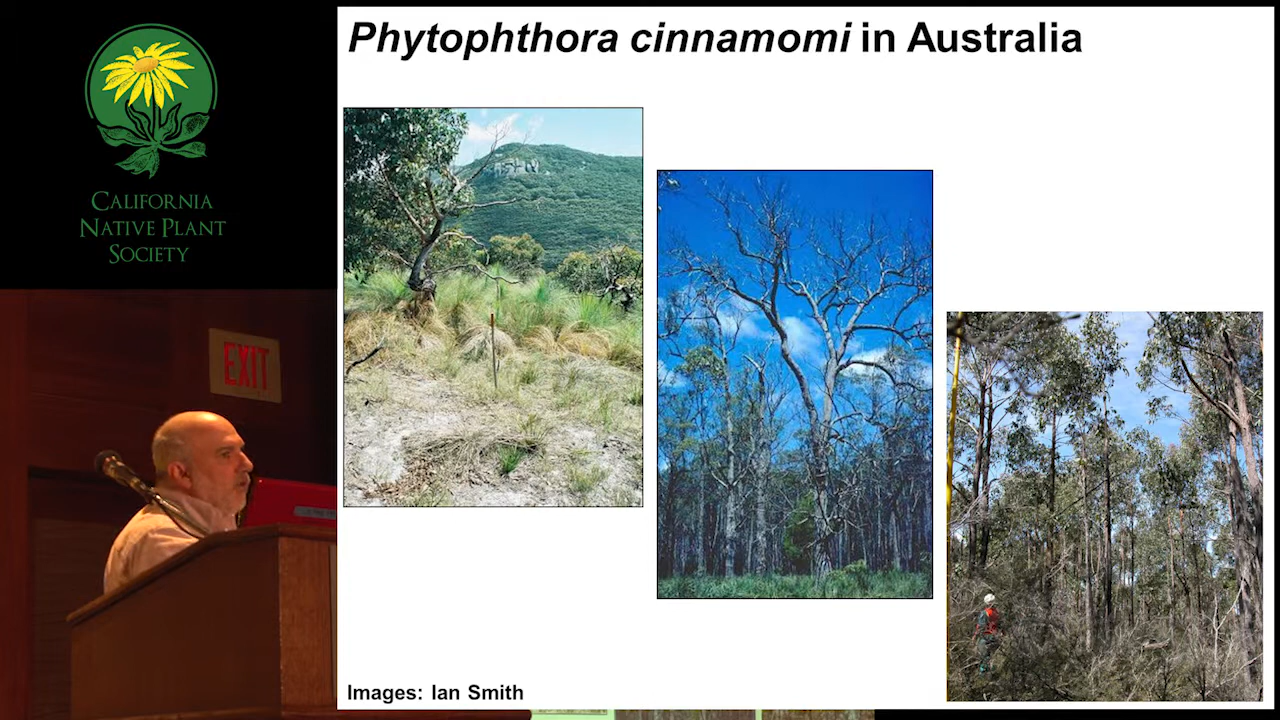 Phytophthora cinnamomi in Australia
CALIFORNIA
NATIVE PLANT
SOCIETY
EXIT
Images: Ian Smith